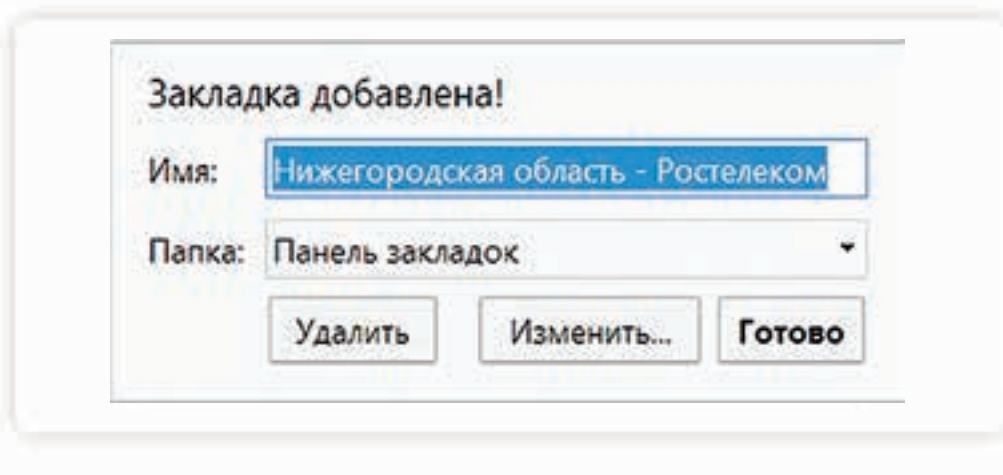 Закладка добавлена!
Имя: Нижегородская область - Ростелеком
Папка: Панель закладок
Удалить Изменить... Готово